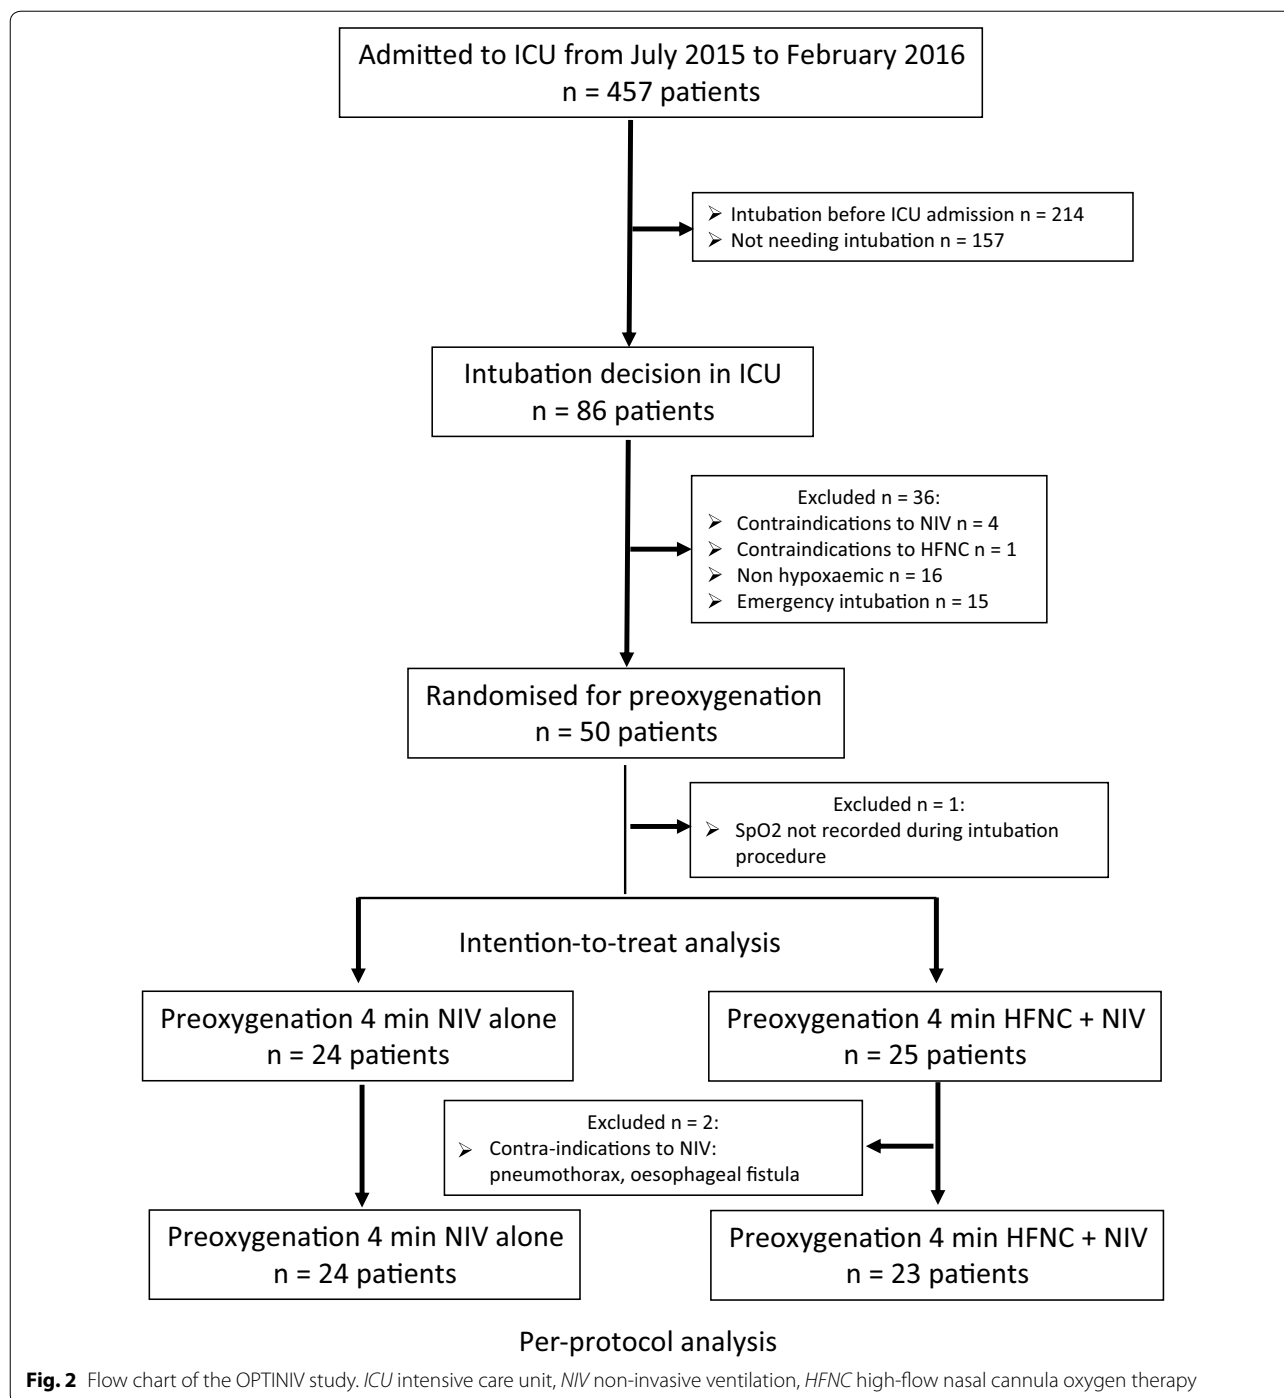 Admitted to ICU from July 2015 to February 2016
n = 457 patients
➢ Intubation before ICU admission n = 214
➢ Not needing intubation n = 157
Intubation decision in ICU
n = 86 patients
Excluded n = 36:
➢ Contraindications to NIV n = 4
➢ Contraindications to HFNC n = 1
➢ Non hypoxaemic n = 16
➢ Emergency intubation n = 15
Randomised for preoxygenation
n = 50 patients
Excluded n = 1:
➢ SpO2 not recorded during intubation
procedure
Intention-to-treat analysis
Preoxygenation 4 min NIV alone
n = 24 patients
Preoxygenation 4 min HFNC + NIV
n = 25 patients
Excluded n = 2:
➢ Contra-indications to NIV:
pneumothorax, oesophageal fistula
Preoxygenation 4 min NIV alone
n = 24 patients
Preoxygenation 4 min HFNC + NIV
n = 23 patients
Per-protocol analysis
Fig. 2 Flow chart of the OPTINIV study. ICU intensive care unit, NIV non-invasive ventilation, HFNC high-flow nasal cannula oxygen therapy